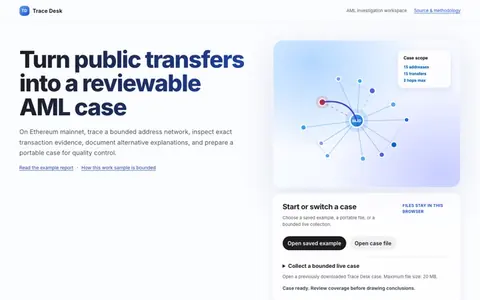 Trace Desk
AML investigation workspace
Source & methodology
Turn public transfers
into a reviewable
AML case
On Ethereum mainnet, trace a bounded address network, inspect exact
transaction evidence, document alternative explanations, and prepare a
portable case for quality control.
Read the example report · How this work sample is bounded
Case scope
15 addresses
15 transfers
2 hops max
Start or switch a case
FILES STAY IN THIS
BROWSER
Choose a saved example, a portable file, or a
bounded live collection.
Open saved example
Open case file
Collect a bounded live case
Open a previously downloaded Trace Desk case. Maximum file size: 20 MB.
Case ready. Review coverage before drawing conclusions.